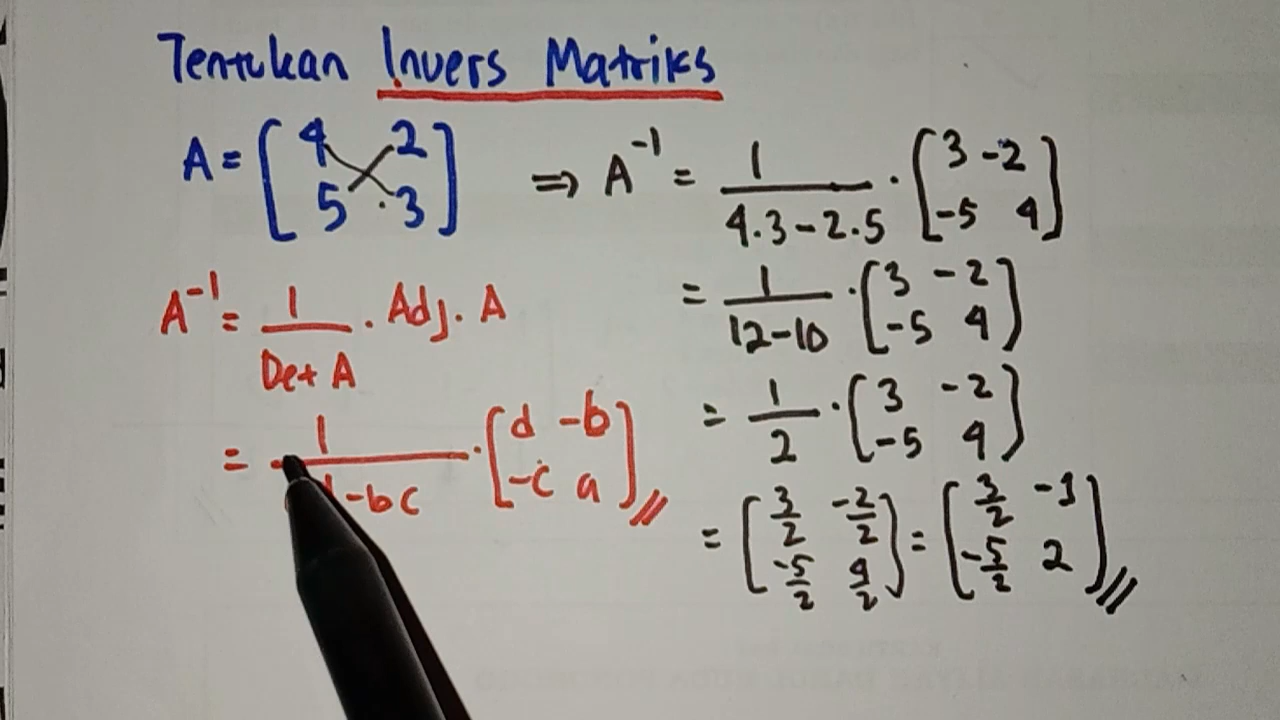 Tentukan Invers Matriks
A = [ 4 2
5 3 ]
⇒ A⁻¹ = 1 / (4.3 - 2.5) · [ 3 -2
-5 4 ]
= 1 / (12-10) · [ 3 -2
-5 4 ]
= 1/2 · [ 3 -2
-5 4 ]
= [ 3/2 -2/2
-5/2 4/2 ] = [ 3/2 -1
-5/2 2 ] //
A⁻¹ = 1 / Det A . Adj. A
= 1 / -bc · [ d -b
-c a ] //